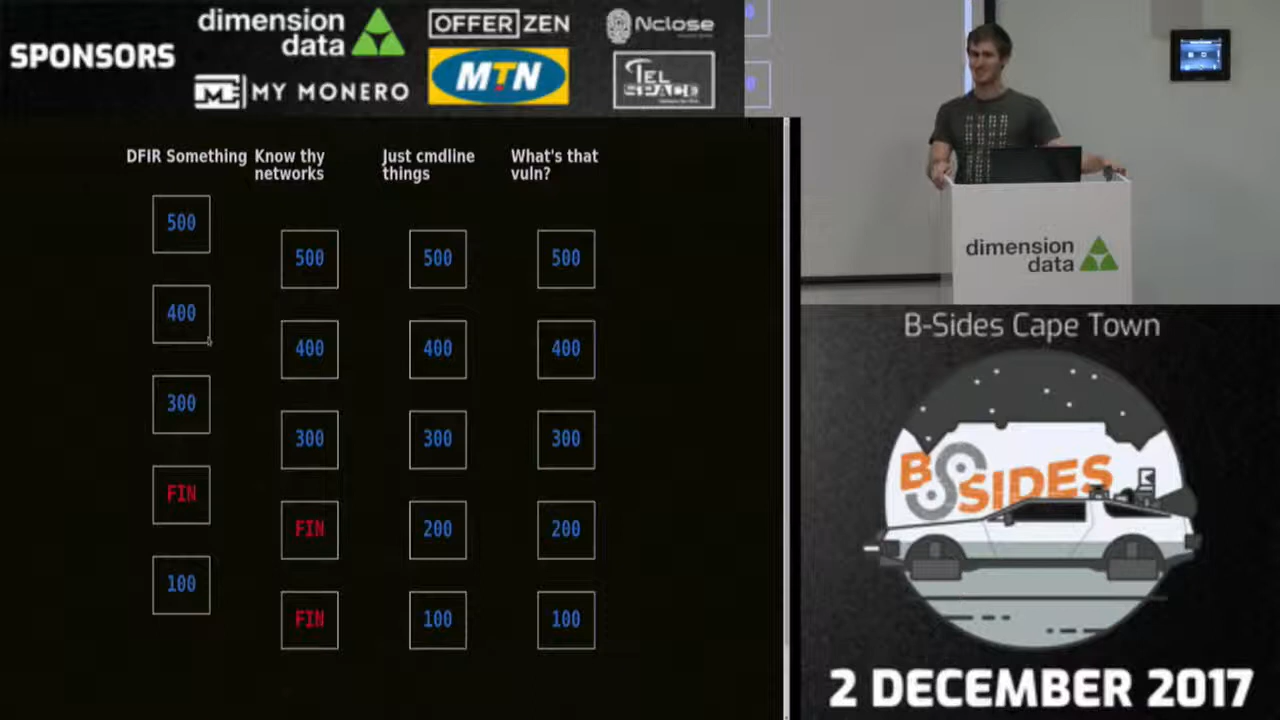 SPONSORS
dimension
data
OFFERZEN
Nclose
MY MONERO
MTN
TEL
SPACE
DFIR Something
Know thy
networks
Just cmdline
things
What's that
vuln?
500
500
500
500
400
400
400
400
300
300
300
300
FIN
FIN
200
200
100
FIN
100
100
dimension
data
B-Sides Cape Town
BSIDES
2 DECEMBER 2017